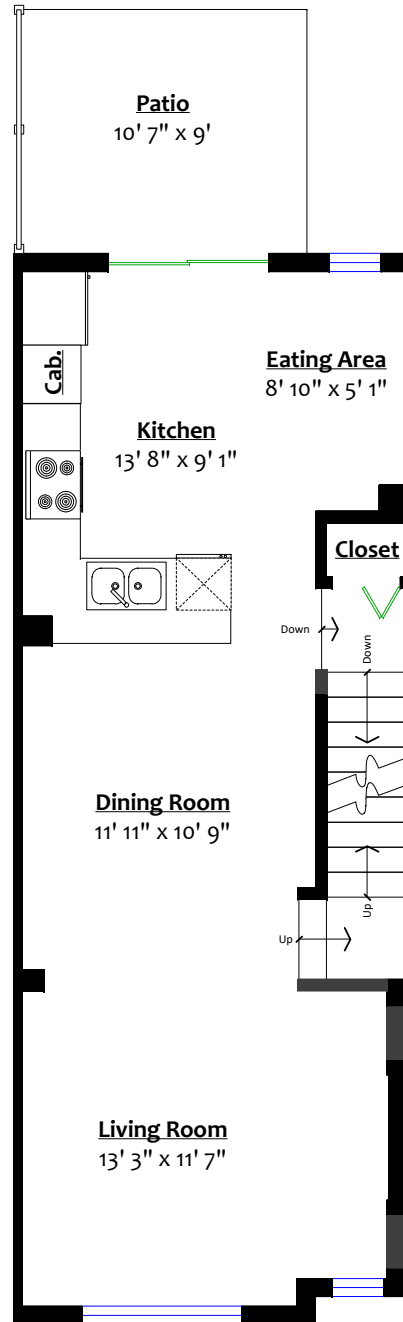 Patio
10' 7" x 9'
Eating Area
8' 10" x 5' 1"
Cab.
Kitchen
13' 8" x 9' 1"
Closet
Down
Down
Dining Room
11' 11" x 10' 9"
Up
Up
Living Room
13' 3" x 11' 7"